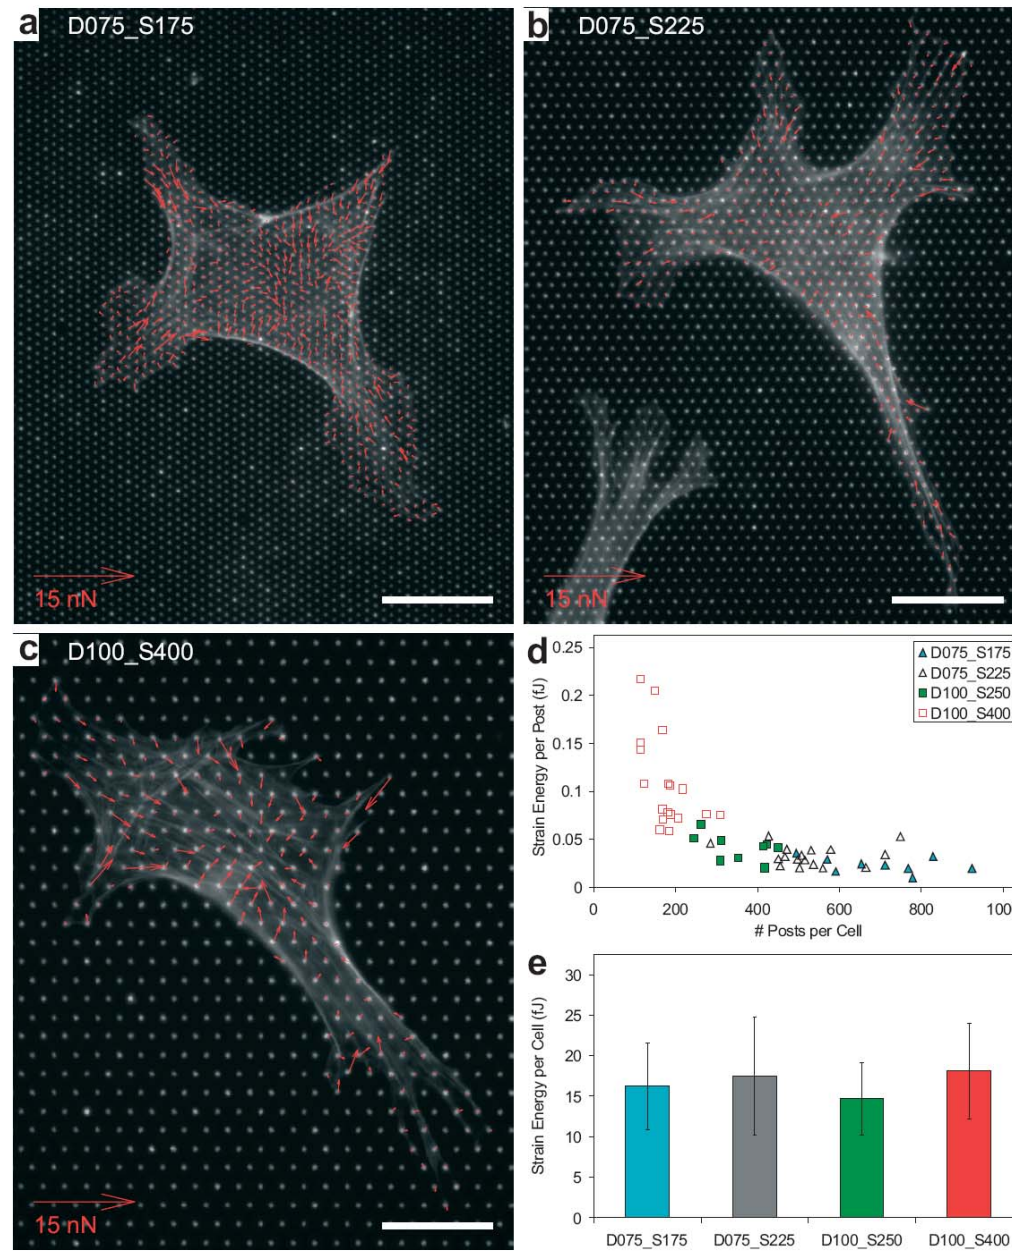 a D075_S175
15 nN
b D075_S225
15 nN
c D100_S400
15 nN
d
Strain Energy per Post (fJ)
0.25
0.2
0.15
0.1
0.05
0
0 200 400 600 800 100
# Posts per Cell
D075_S175
D075_S225
D100_S250
D100_S400
e
Strain Energy per Cell (fJ)
30
25
20
15
10
5
0
D075_S175 D075_S225 D100_S250 D100_S400